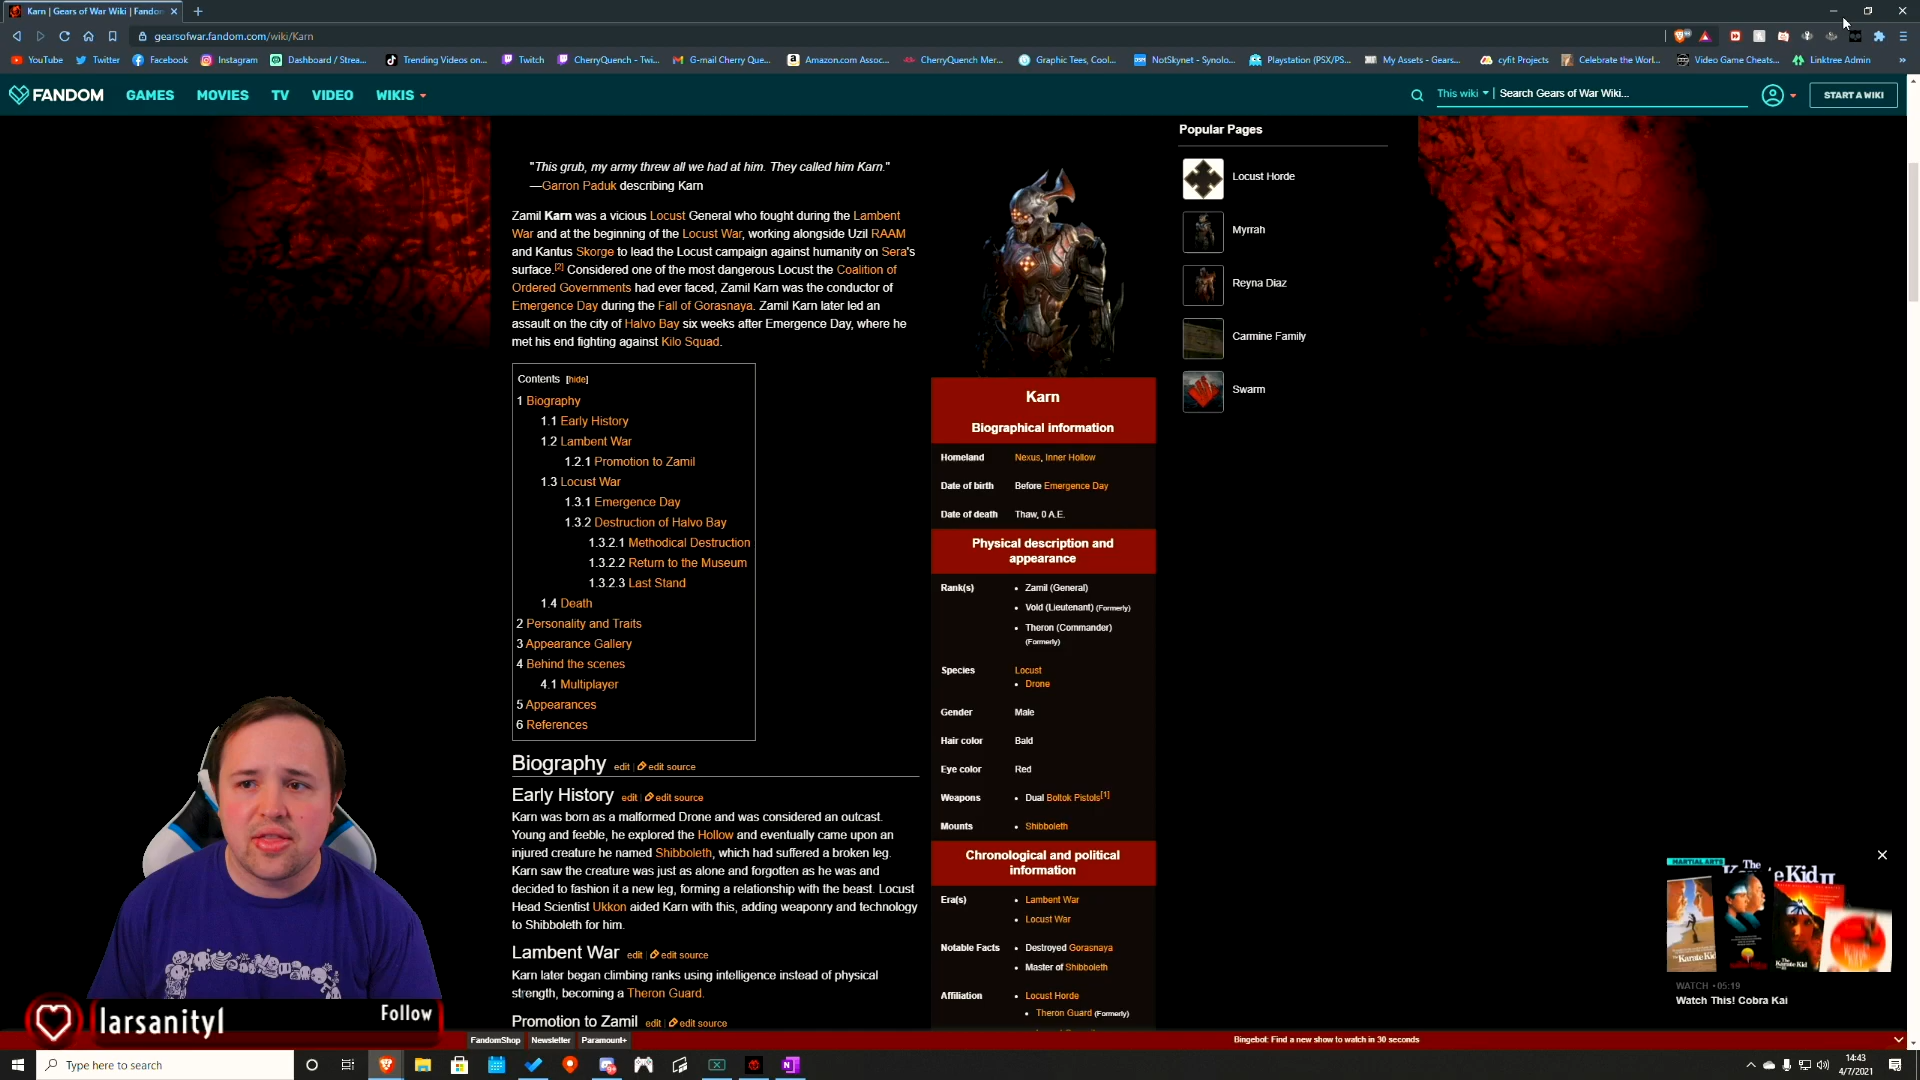 Karn | Gears of War Wiki | Fandom
gearsofwar.fandom.com/wiki/Karn
YouTube Twitter Facebook Instagram Dashboard / Strea... Trending Videos on... Twitch CherryQuench - Twi... G-mail Cherry Que... Amazon.com Assoc... CherryQuench Mer... Graphic Tees, Cool... NotSkynet - Synolo... Playstation (PSX/PS... My Assets - Gears... cyfit Projects Celebrate the Worl... Video Game Cheats... Linktree Admin
FANDOM GAMES MOVIES TV VIDEO WIKIS This wiki Search Gears of War Wiki... START A WIKI
"This grub, my army threw all we had at him. They called him Karn."
—Garron Paduk describing Karn
Zamil Karn was a vicious Locust General who fought during the Lambent
War and at the beginning of the Locust War, working alongside Uzil RAAM
and Kantus Skorge to lead the Locust campaign against humanity on Sera's
surface.[2] Considered one of the most dangerous Locust the Coalition of
Ordered Governments had ever faced, Zamil Karn was the conductor of
Emergence Day during the Fall of Gorasnaya. Zamil Karn later led an
assault on the city of Halvo Bay six weeks after Emergence Day, where he
met his end fighting against Kilo Squad.
Contents [hide]
1 Biography
1.1 Early History
1.2 Lambent War
1.2.1 Promotion to Zamil
1.3 Locust War
1.3.1 Emergence Day
1.3.2 Destruction of Halvo Bay
1.3.2.1 Methodical Destruction
1.3.2.2 Return to the Museum
1.3.2.3 Last Stand
1.4 Death
2 Personality and Traits
3 Appearance Gallery
4 Behind the scenes
4.1 Multiplayer
5 Appearances
6 References
Biography edit | edit source
Early History edit | edit source
Karn was born as a malformed Drone and was considered an outcast.
Young and feeble, he explored the Hollow and eventually came upon an
injured creature he named Shibboleth, which had suffered a broken leg.
Karn saw the creature was just as alone and forgotten as he was and
decided to fashion it a new leg, forming a relationship with the beast. Locust
Head Scientist Ukkon aided Karn with this, adding weaponry and technology
to Shibboleth for him.
Lambent War edit | edit source
Karn later began climbing ranks using intelligence instead of physical
strength, becoming a Theron Guard.
Promotion to Zamil edit | edit source
Karn
Biographical information
Homeland Nexus, Inner Hollow
Date of birth Before Emergence Day
Date of death Thaw, 0 A.E.
Physical description and
appearance
Rank(s) • Zamil (General)
• Vold (Lieutenant) (Formerly)
• Theron (Commander)
(Formerly)
Species Locust
• Drone
Gender Male
Hair color Bald
Eye color Red
Weapons • Dual Boltok Pistols[1]
Mounts • Shibboleth
Chronological and political
information
Era(s) • Lambent War
• Locust War
Notable Facts • Destroyed Gorasnaya
• Master of Shibboleth
Affiliation • Locust Horde
• Theron Guard (Formerly)
Popular Pages
Locust Horde
Myrrah
Reyna Diaz
Carmine Family
Swarm
MARTIAL ARTS
The
Karate Kid
WATCH • 05:19
Watch This! Cobra Kai
larsanity1 Follow
FandomShop Newsletter Paramount+ Bingebot: Find a new show to watch in 30 seconds
Type here to search
14:43
4/7/2021